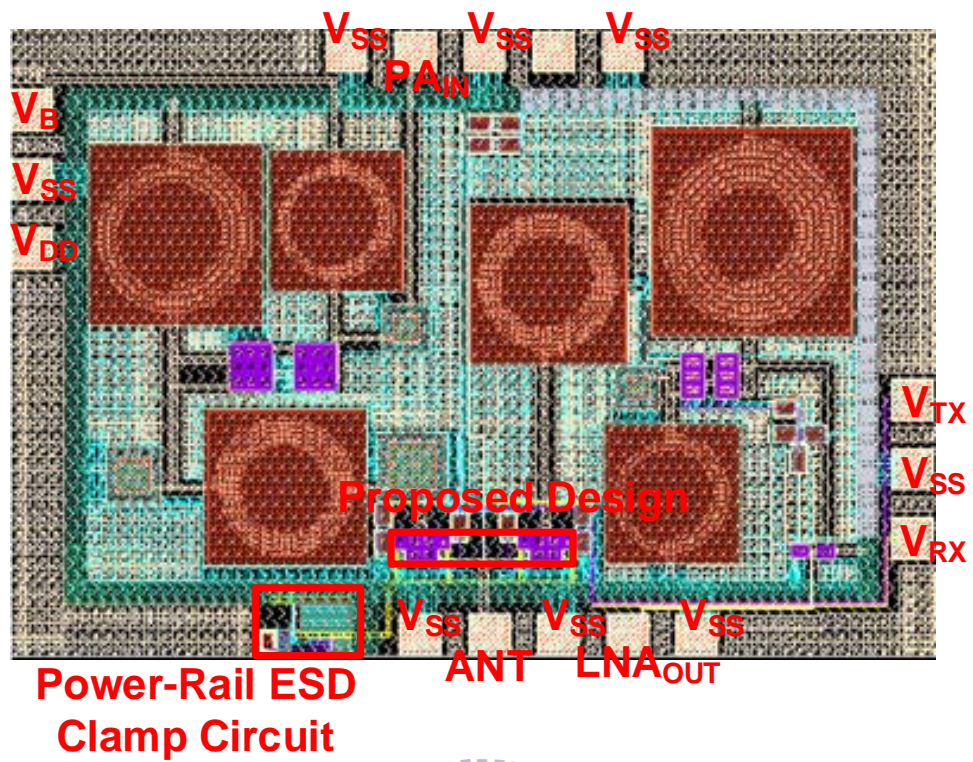 VSS VSS VSS
PAIN
VB
VSS
VDD
VTX
Proposed Design
VSS
VRX
VSS VSS VSS
ANT LNAOUT
Power-Rail ESD
Clamp Circuit